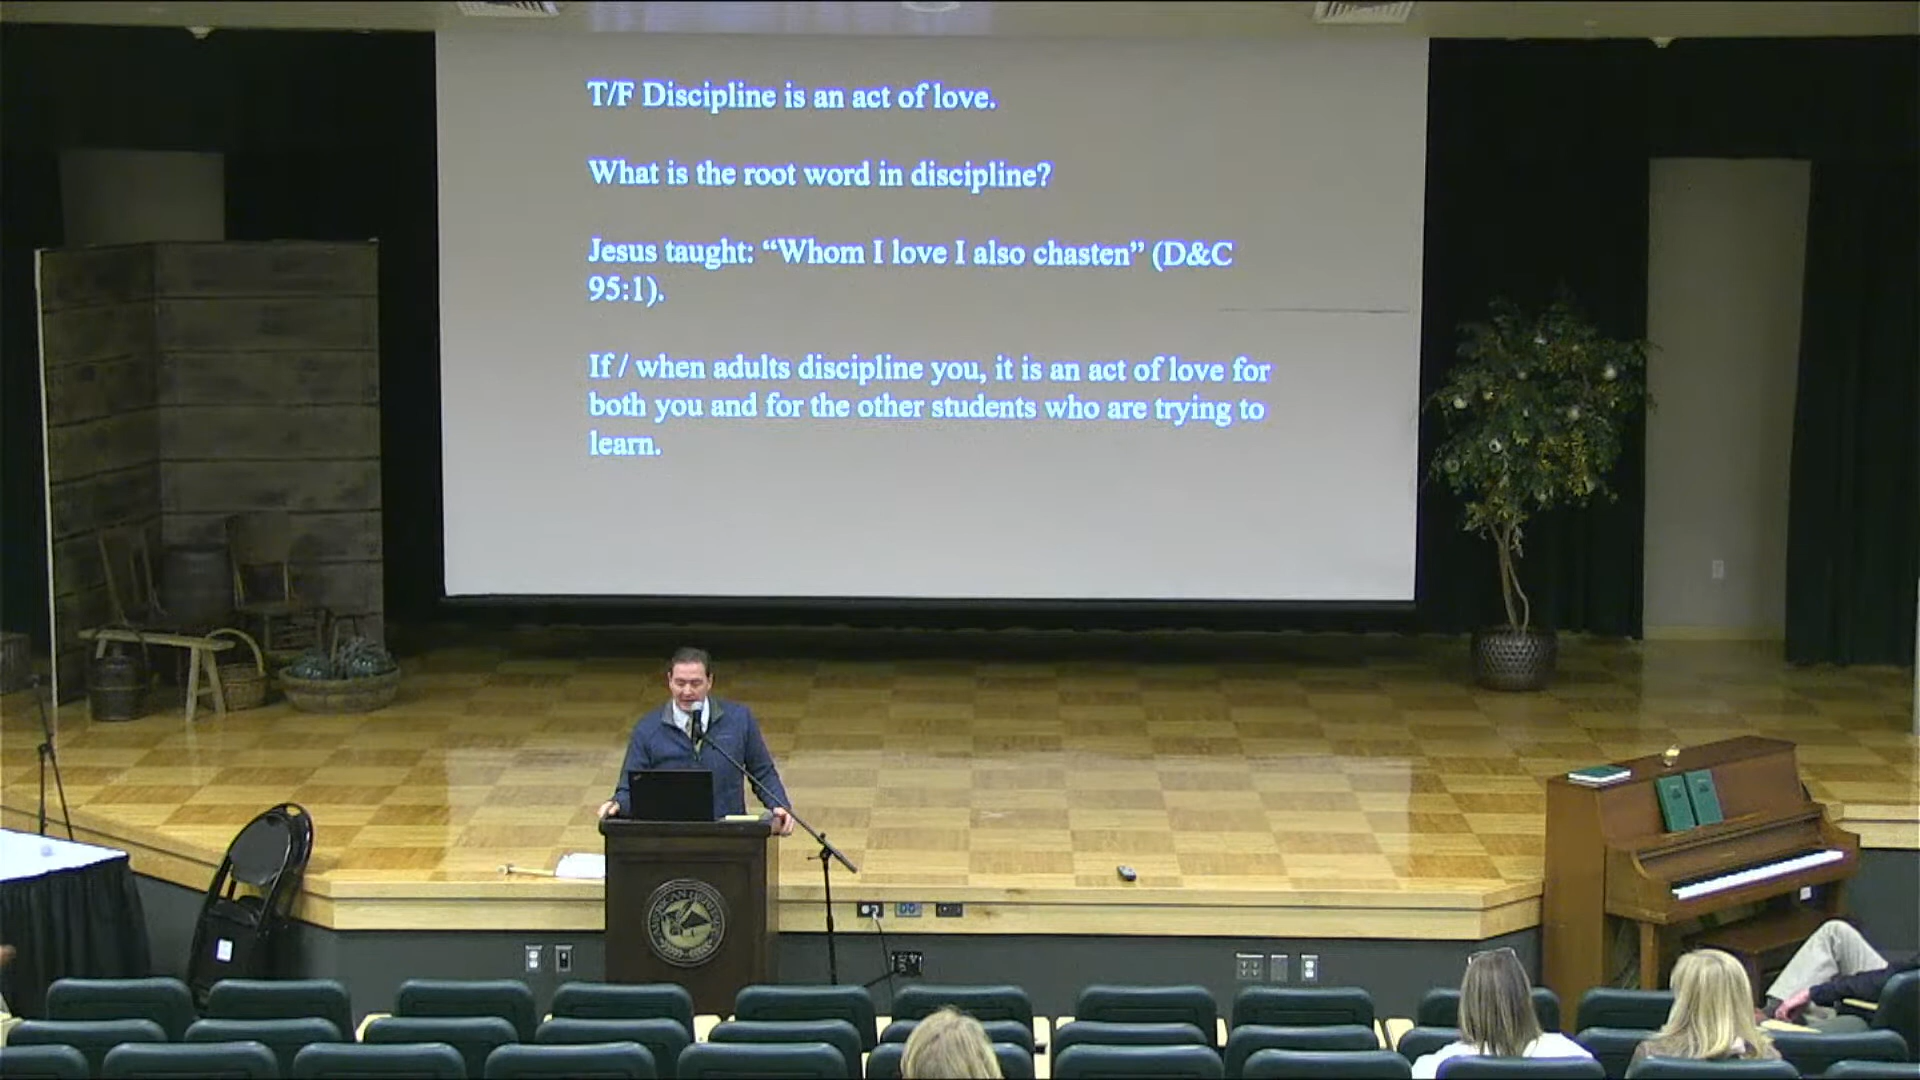 T/F Discipline is an act of love.
What is the root word in discipline?
Jesus taught: “Whom I love I also chasten” (D&C
95:1).
If / when adults discipline you, it is an act of love for
both you and for the other students who are trying to
learn.